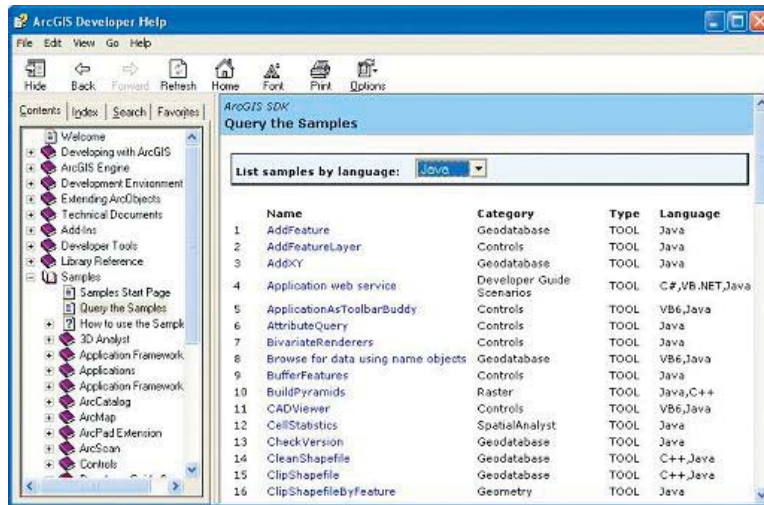 ArcGIS Developer Help
File Edit View Go Help
Hide Back Forward Refresh Home Font Print Options
Contents Index Search Favorites
Welcome
Developing with ArcGIS
ArcGIS Engine
Development Environment
Extending ArcObjects
Technical Documents
Add-Ins
Developer Tools
Library Reference
Samples
Samples Start Page
Query the Samples
How to use the Sampl
3D Analyst
Application Framework
Applications
Application Framework
ArcCatalog
ArcMap
ArcPad Extension
ArcScan
Controls
ArcGIS SDK
Query the Samples
List samples by language: Java
Name Category Type Language
1 AddFeature Geodatabase TOOL Java
2 AddFeatureLayer Controls TOOL Java
3 AddXY Geodatabase TOOL Java
4 Application web service Developer Guide Scenarios TOOL C#,VB.NET,Java
5 ApplicationAsToolbarBuddy Controls TOOL VB6,Java
6 AttributeQuery Controls TOOL Java
7 BivariateRenderers Controls TOOL Java
8 Browse for data using name objects Geodatabase TOOL VB6,Java
9 BufferFeatures Controls TOOL Java
10 BuildPyramids Raster TOOL Java,C++
11 CADViewer Controls TOOL VB6,Java
12 CellStatistics SpatialAnalyst TOOL Java
13 CheckVersion Geodatabase TOOL Java
14 CleanShapefile Geodatabase TOOL C++,Java
15 ClipShapefile Geodatabase TOOL C++,Java
16 ClipShapefileByFeature Geometry TOOL Java